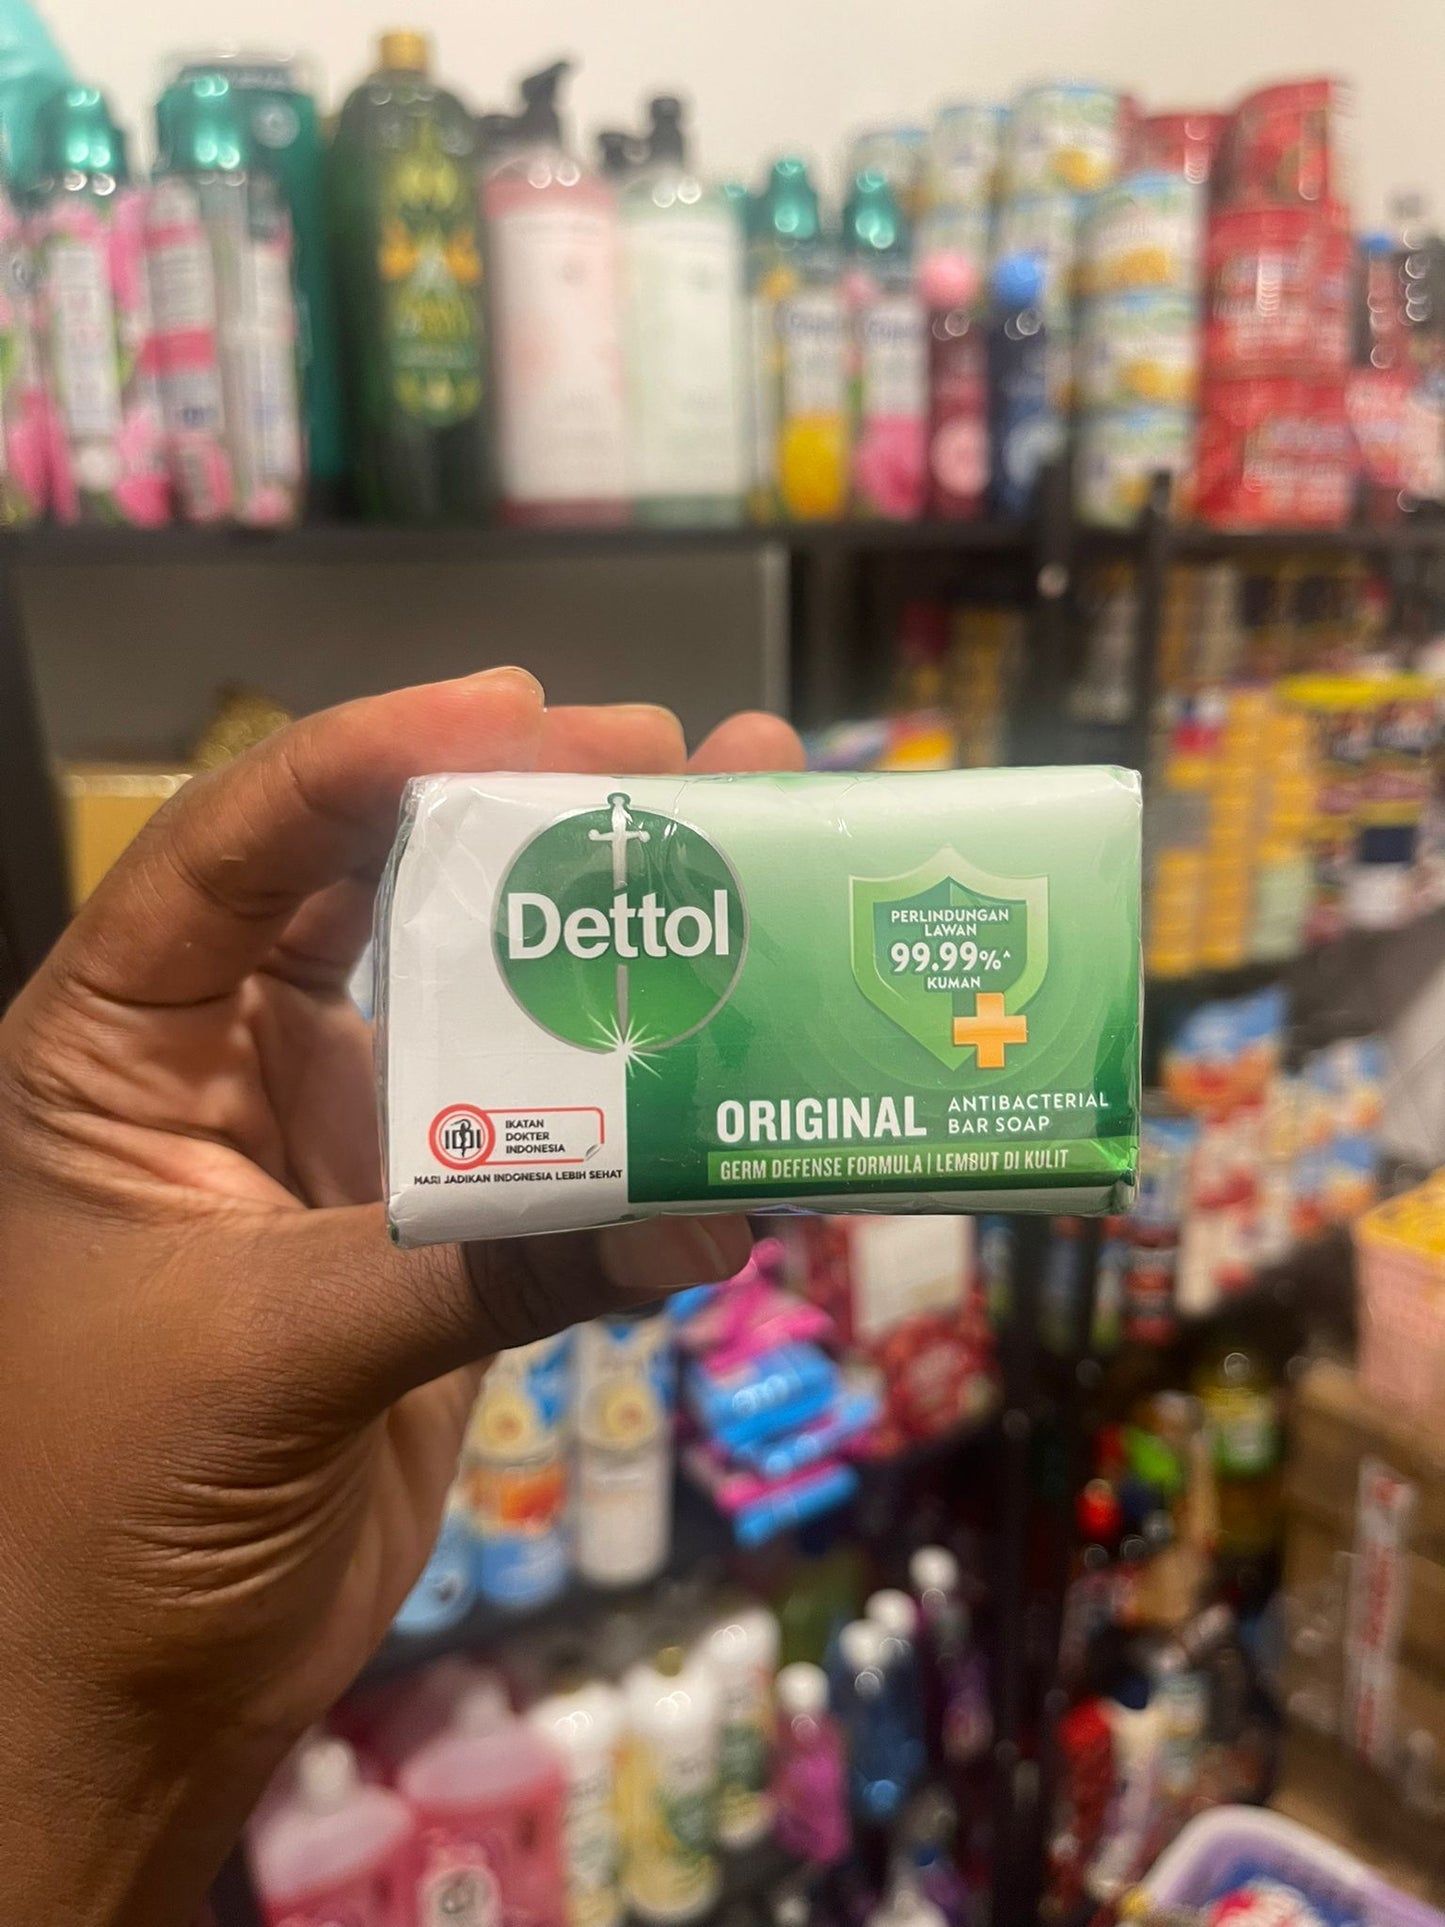 Dettol
PERLINDUNGAN
LAWAN
99.99%^
KUMAN
ORIGINAL
ANTIBACTERIAL
BAR SOAP
GERM DEFENSE FORMULA | LEMBUT DI KULIT
IDI
IKATAN
DOKTER
INDONESIA
MARI JADIKAN INDONESIA LEBIH SEHAT